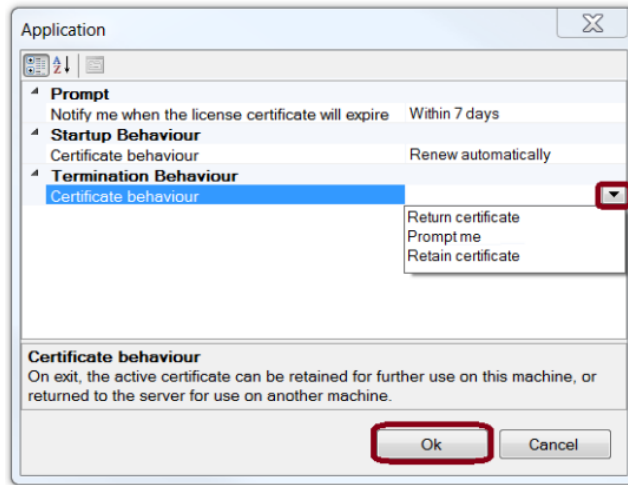 Application
Prompt
Notify me when the license certificate will expire Within 7 days
Startup Behaviour
Certificate behaviour Renew automatically
Termination Behaviour
Certificate behaviour
Return certificate
Prompt me
Retain certificate
Certificate behaviour
On exit, the active certificate can be retained for further use on this machine, or
returned to the server for use on another machine.
Ok Cancel